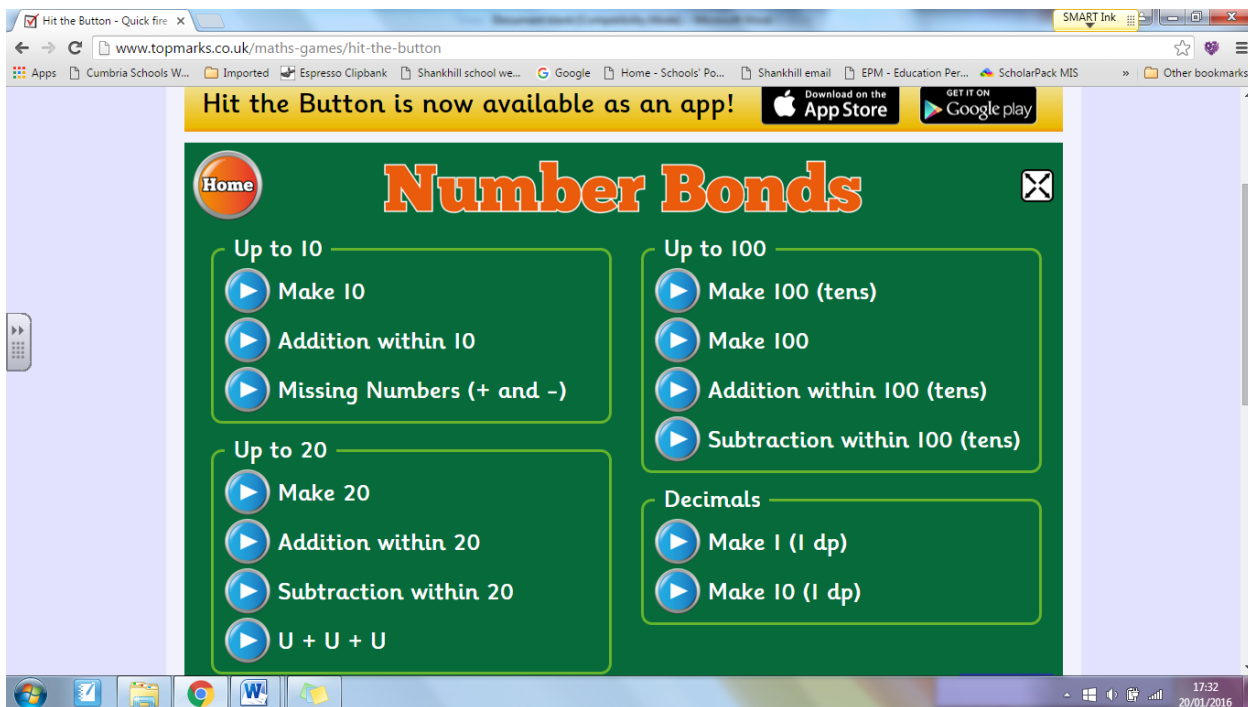 Hit the Button - Quick fire
SMART Ink
www.topmarks.co.uk/maths-games/hit-the-button
Apps Cumbria Schools W... Imported Espresso Clipbank Shankhill school we... Google Home - Schools' Po... Shankhill email EPM - Education Per... ScholarPack MIS » Other bookmarks
Hit the Button is now available as an app!
Download on the
App Store
GET IT ON
Google play
Home
Number Bonds
Up to 10
Make 10
Addition within 10
Missing Numbers (+ and -)
Up to 20
Make 20
Addition within 20
Subtraction within 20
U + U + U
Up to 100
Make 100 (tens)
Make 100
Addition within 100 (tens)
Subtraction within 100 (tens)
Decimals
Make 1 (1 dp)
Make 10 (1 dp)
17:32
20/01/2016